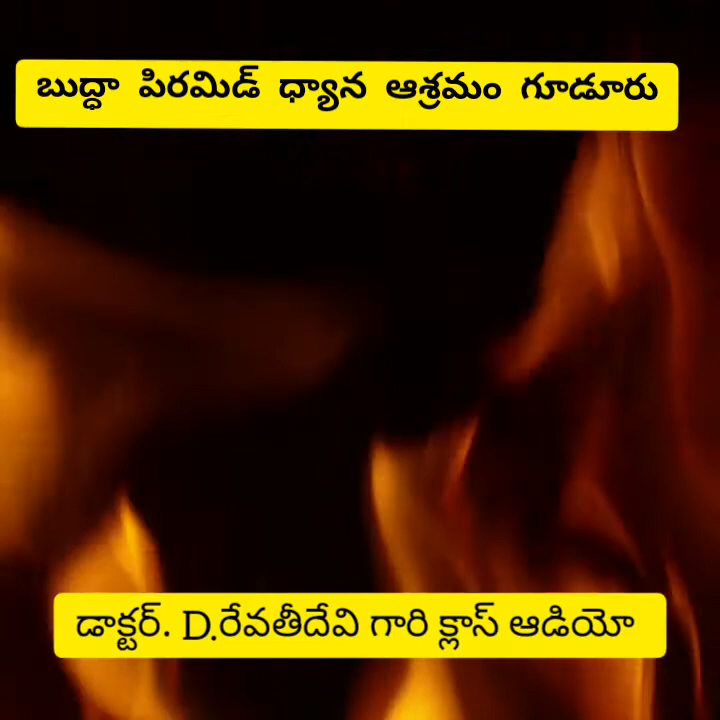 బుద్ధా పిరమిడ్ ధ్యాన ఆశ్రమం గూడూరు
డాక్టర్. D.రేవతీదేవి గారి క్లాస్ ఆడియో